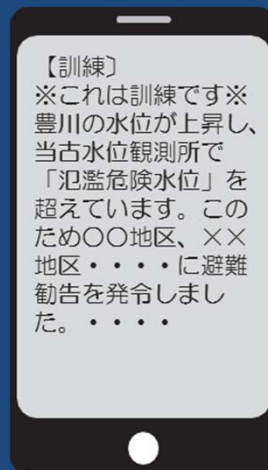 【訓練〕
※これは訓練です※
豊川の水位が上昇し、
当古水位観測所で
「氾濫危険水位」を
超えています。この
ため〇〇地区、××
地区・・・・に避難
勧告を発令しまし
た。・・・・